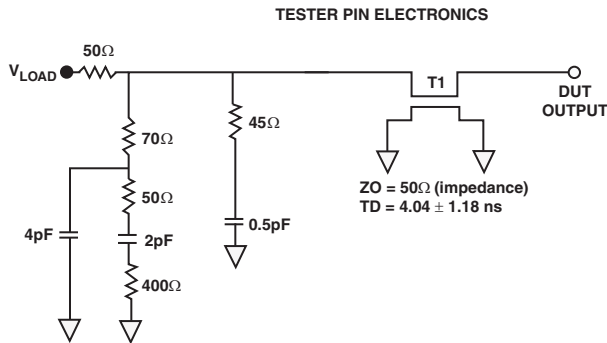 TESTER PIN ELECTRONICS
50Ω
VLOAD
T1
DUT
OUTPUT
70Ω
45Ω
50Ω
4pF
2pF
0.5pF
400Ω
ZO = 50Ω (impedance)
TD = 4.04 ± 1.18 ns